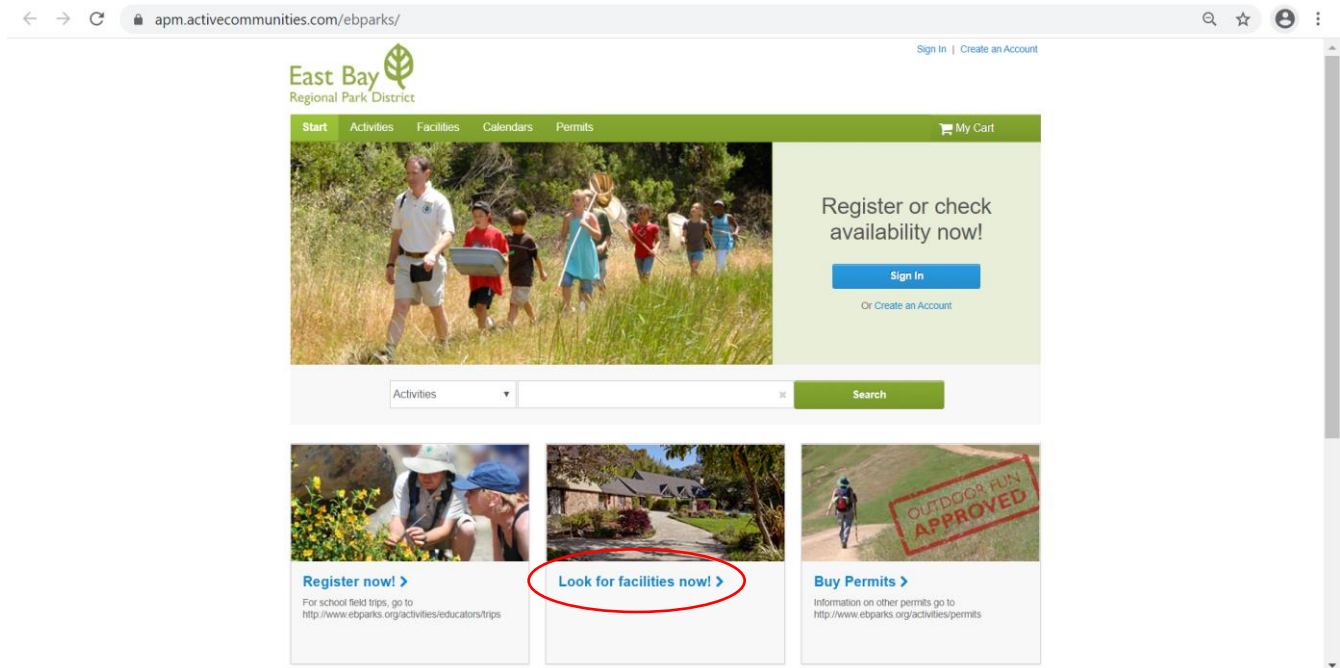 apm.activecommunities.com/ebparks/
Sign In | Create an Account
East Bay
Regional Park District
Start Activities Facilities Calendars Permits My Cart
Register or check
availability now!
Sign In
Or Create an Account
Activities Search
OUTDOOR FUN
APPROVED
Register now!
For school field trips, go to
http://www.ebparks.org/activities/educators/trips
Look for facilities now!
Buy Permits
Information on other permits go to
http://www.ebparks.org/activities/permits